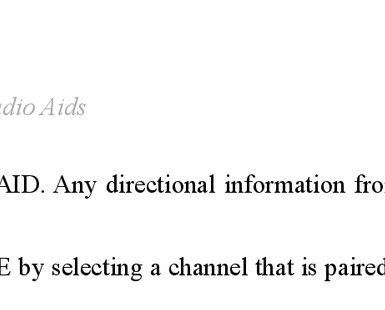 dio Aids
AID. Any directional information fro
E by selecting a channel that is paired